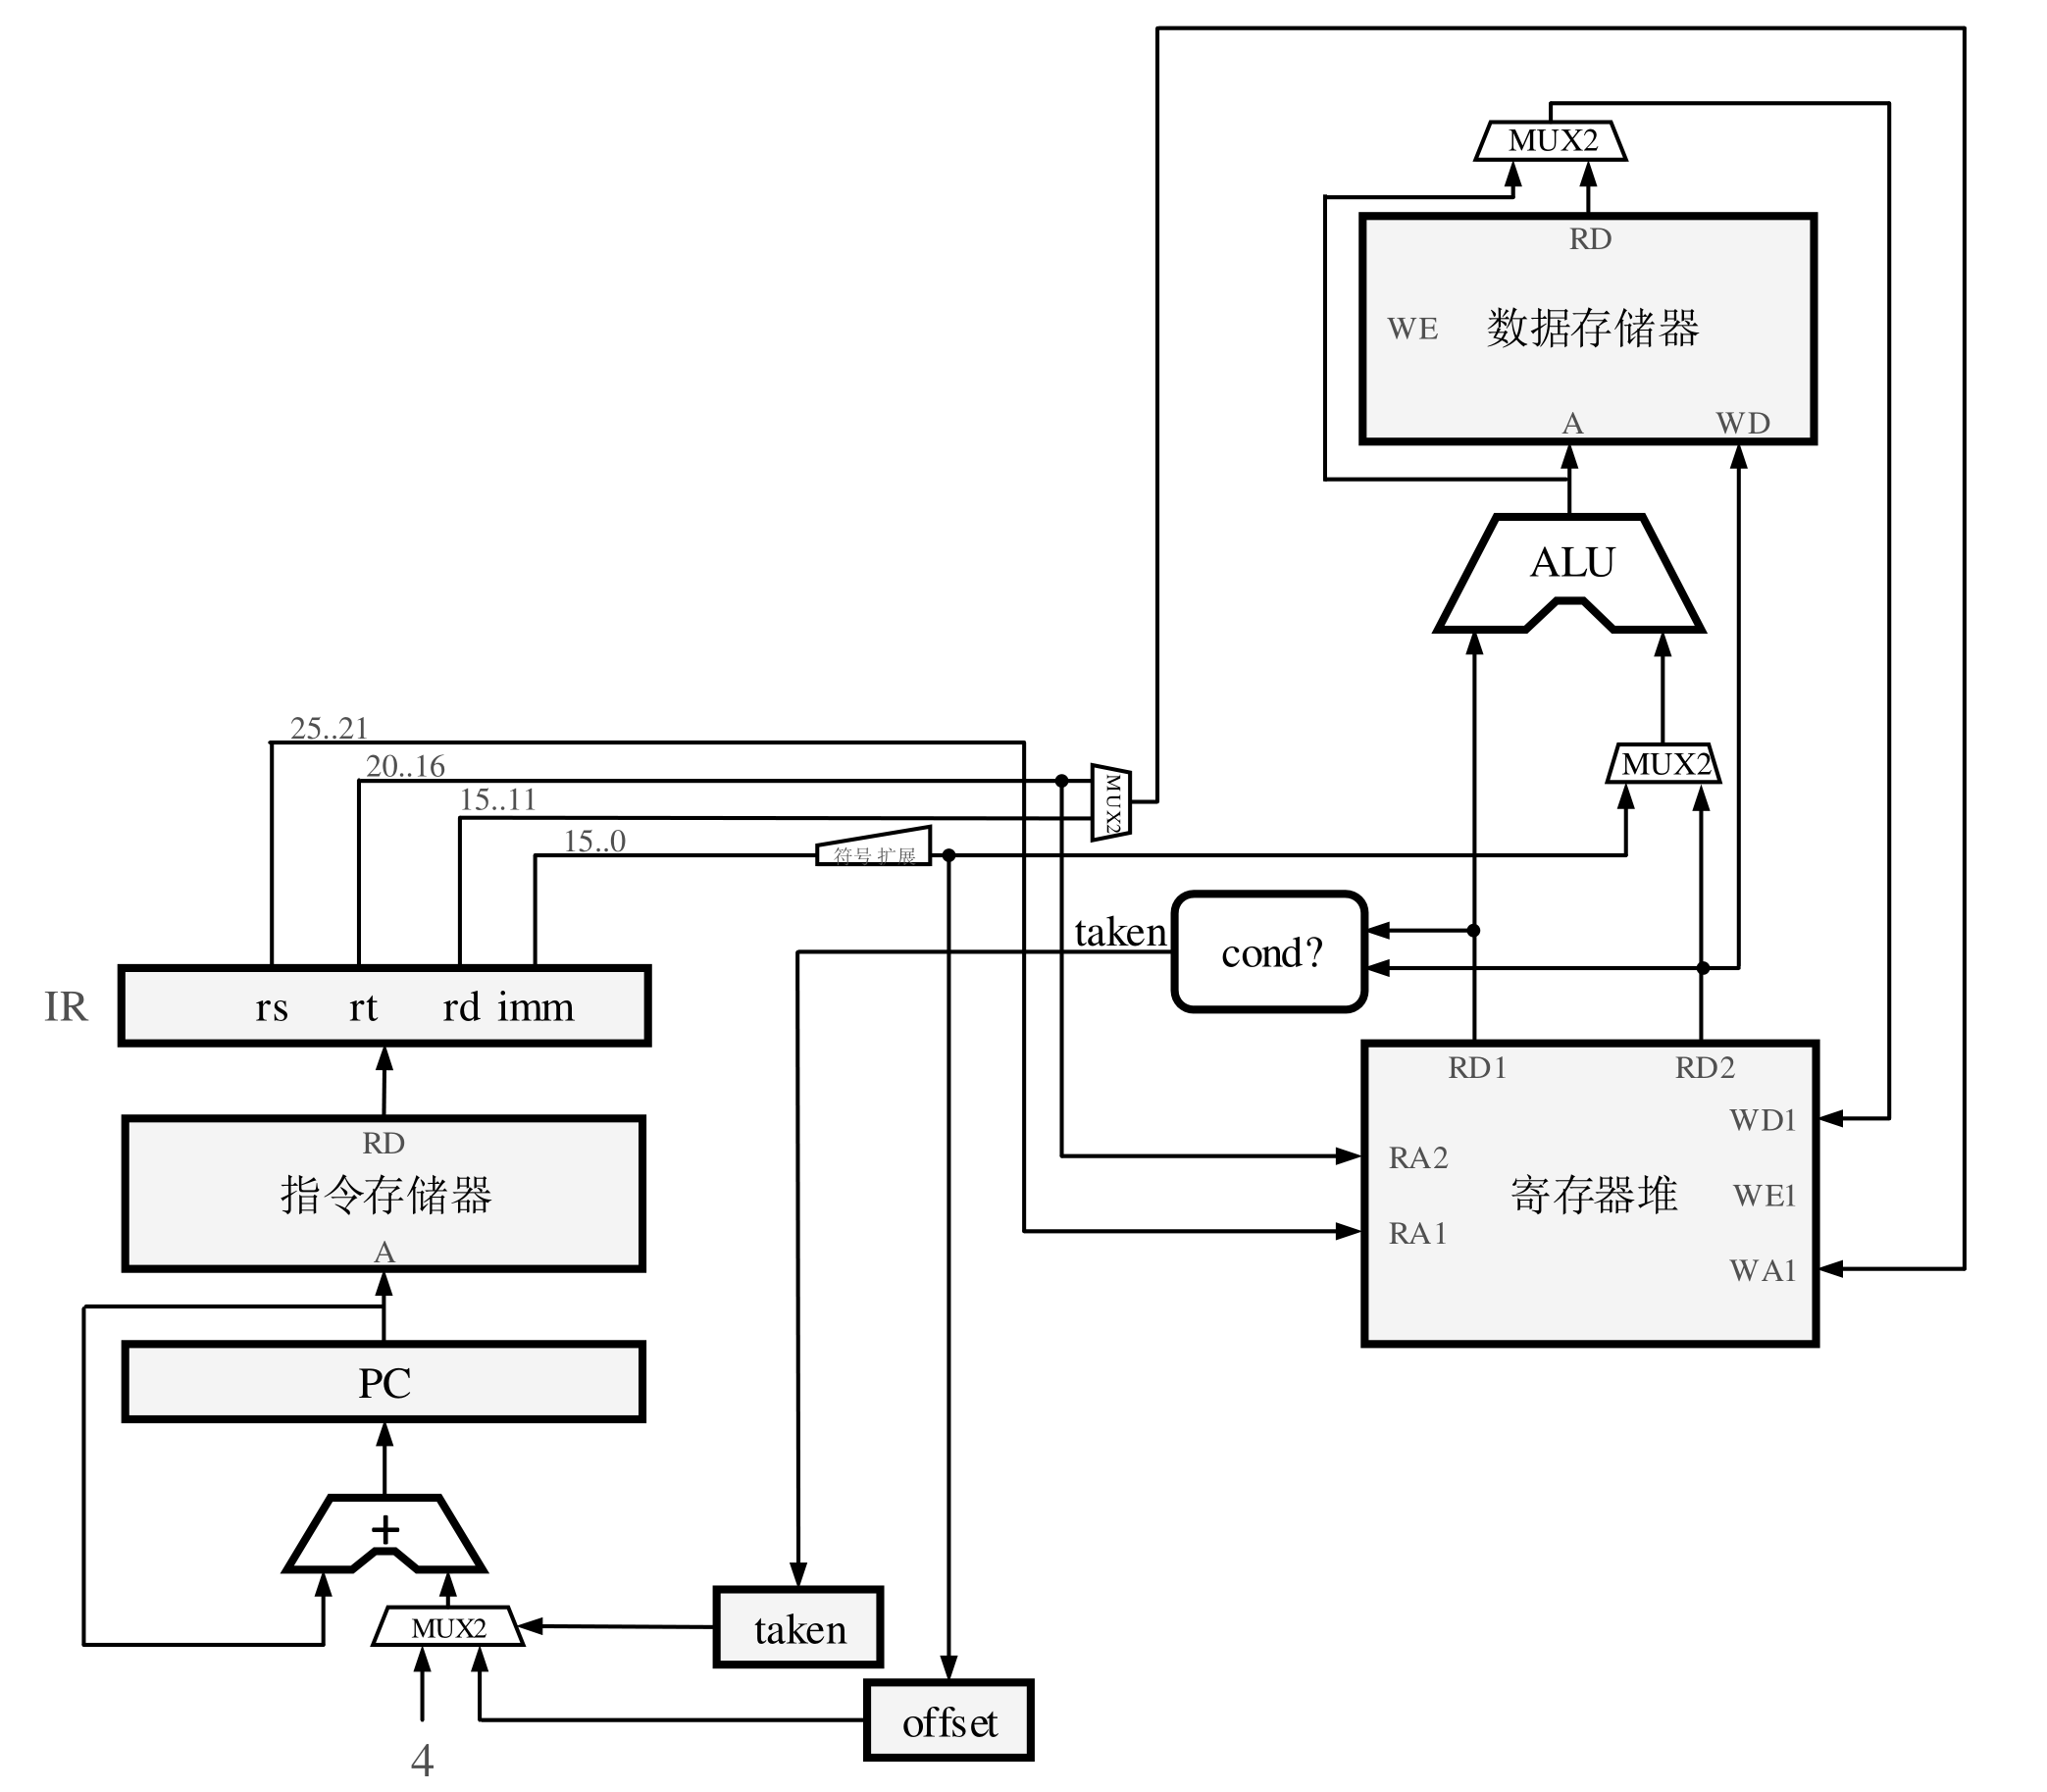 MUX2
RD
WE 数据存储器
A WD
ALU
25..21
20..16
MUX2
MUX2
15..11
15..0
符号 扩展
taken
cond?
IR rs rt rd imm
RD1 RD2
WD1
RD
RA2
指令存储器
寄存器堆 WE1
RA1
A
WA1
PC
+
MUX2
taken
offset
4